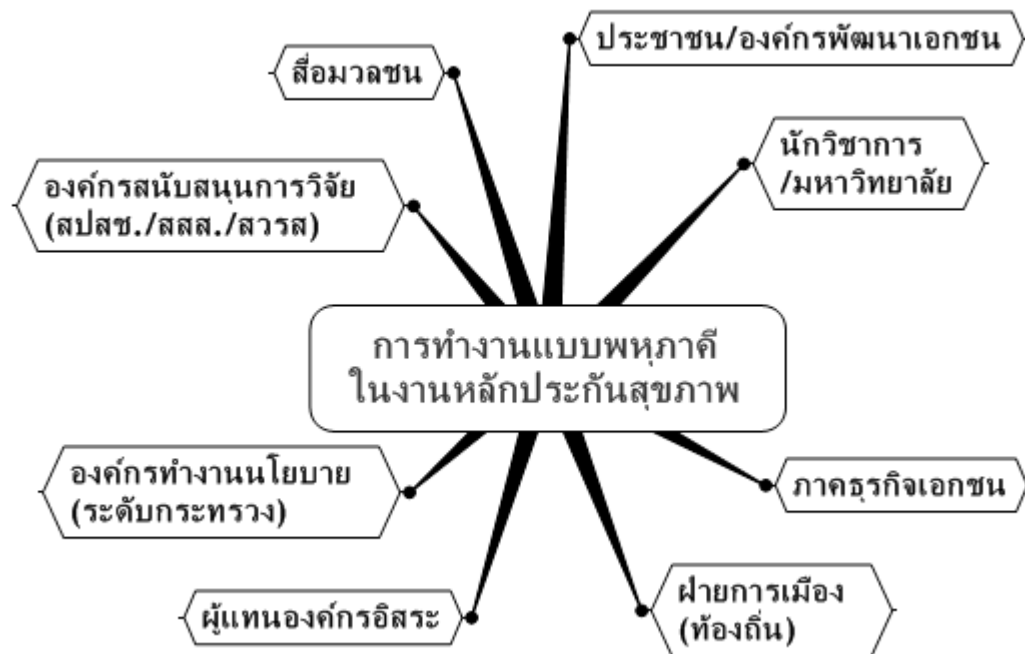 ประชาชน/องค์กรพัฒนาเอกชน
สื่อมวลชน
นักวิชาการ
/มหาวิทยาลัย
องค์กรสนับสนุนการวิจัย
(สปสช./สสส./สวรส)
การทำงานแบบพหุภาคี
ในงานหลักประกันสุขภาพ
องค์กรทำงานนโยบาย
(ระดับกระทรวง)
ภาคธุรกิจเอกชน
ผู้แทนองค์กรอิสระ
ฝ่ายการเมือง
(ท้องถิ่น)